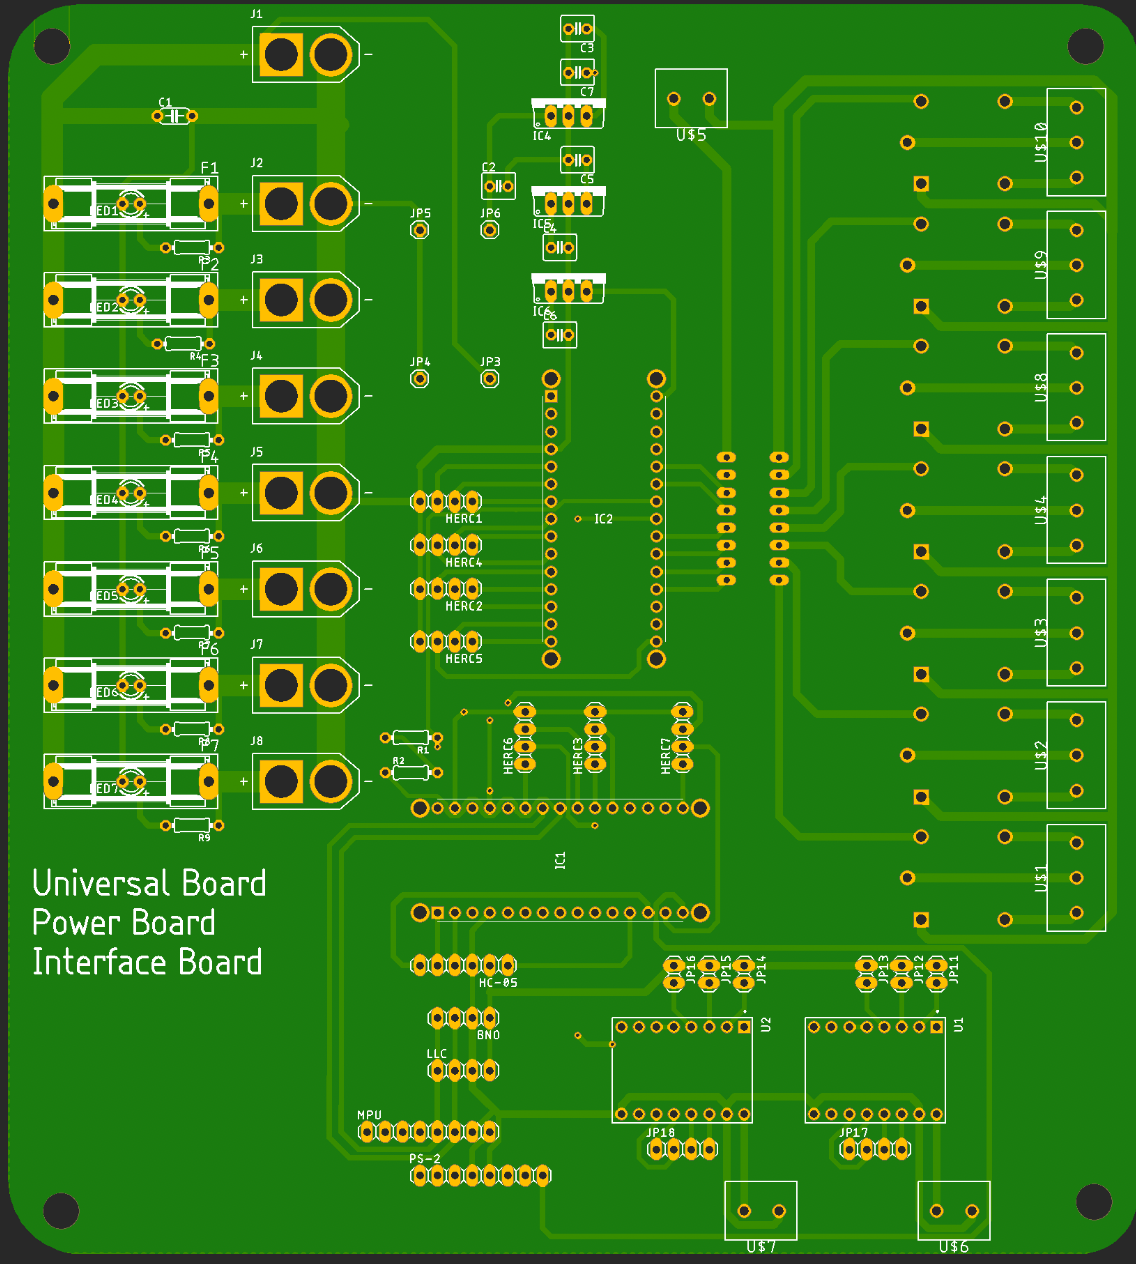 J1
+
−
C3
C7
C1
IC4
U$5
U$10
C5
F1
J2
C2
LED1
+
−
JP5
JP6
IC5
C4
R3
F2
J3
U$9
LED2
+
−
IC6
C6
R4
F3
J4
JP4
JP3
U$8
LED3
+
−
R5
F4
J5
LED4
+
−
HERC1
IC2
U$4
R6
F5
J6
HERC4
LED5
+
−
HERC2
U$3
R7
F6
J7
HERC5
LED6
+
−
R8
F7
J8
R1
R2
HERC6
HERC3
HERC7
U$2
LED7
+
−
R9
IC1
U$1
Universal Board
Power Board
Interface Board
HC-05
JP16
JP15
JP14
JP13
JP12
JP11
BNO
U2
U1
LLC
MPU
JP18
JP17
PS-2
U$7
U$6